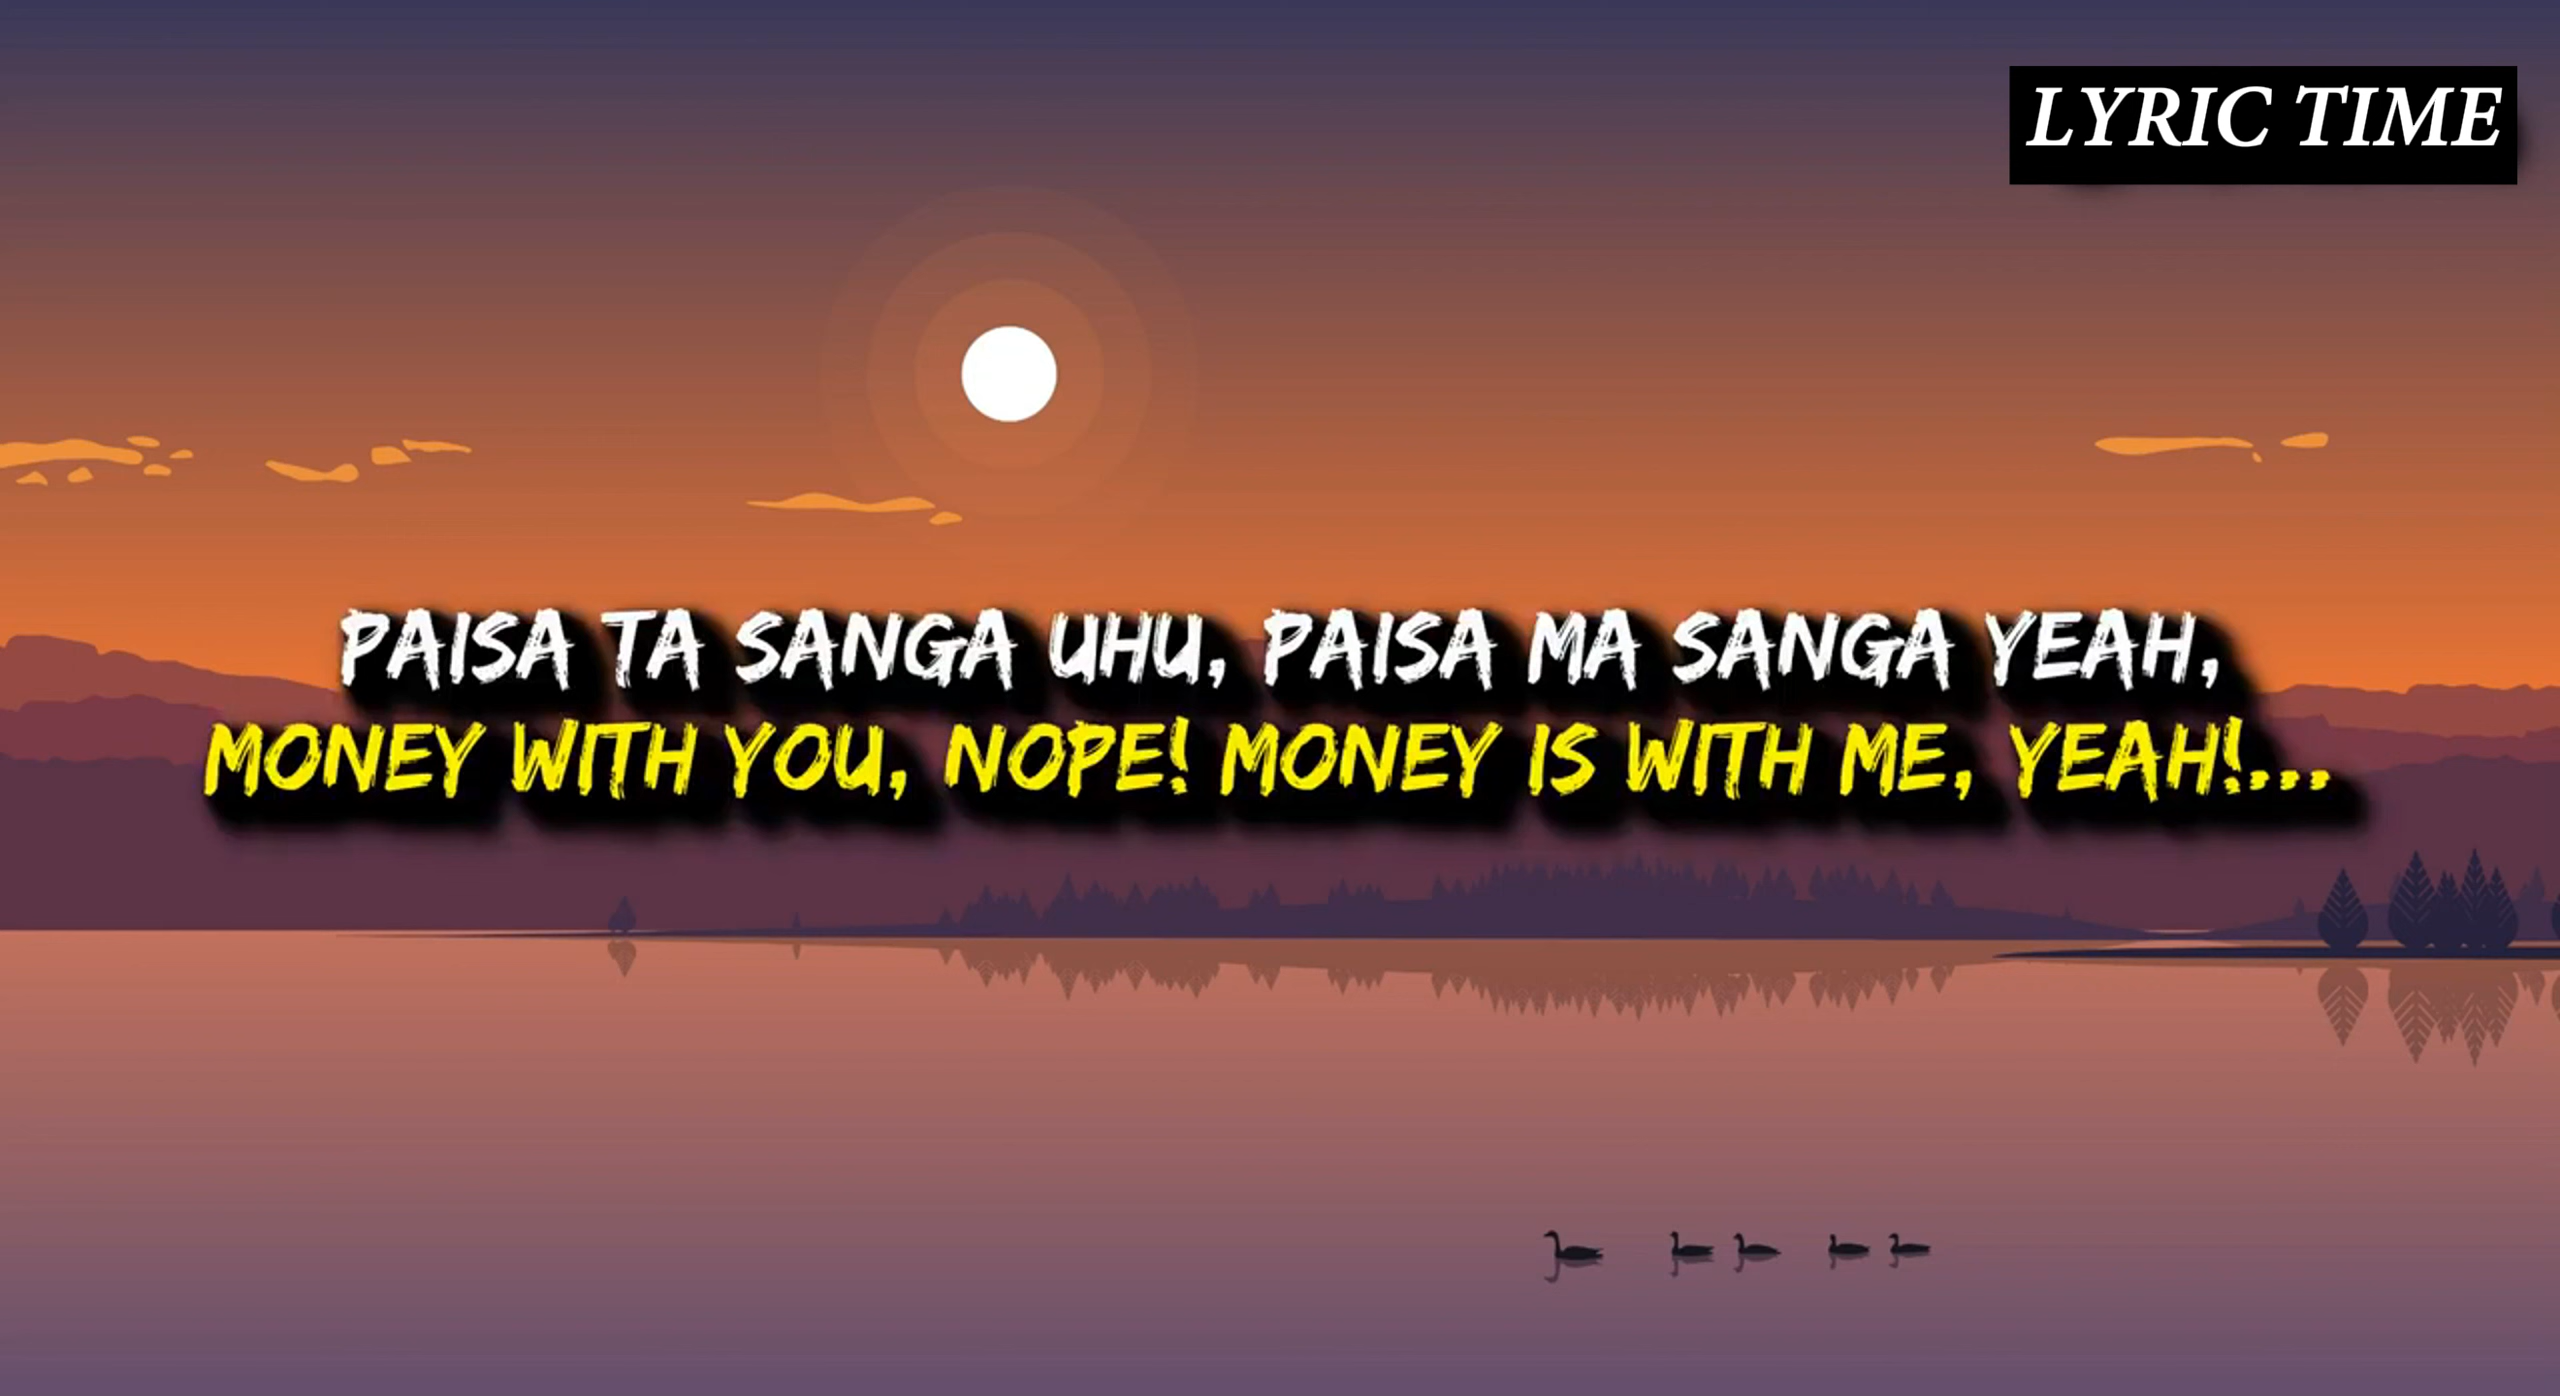 LYRIC TIME
PAISA TA SANGA UHU, PAISA MA SANGA YEAH,
MONEY WITH YOU, NOPE! MONEY IS WITH ME, YEAH!...